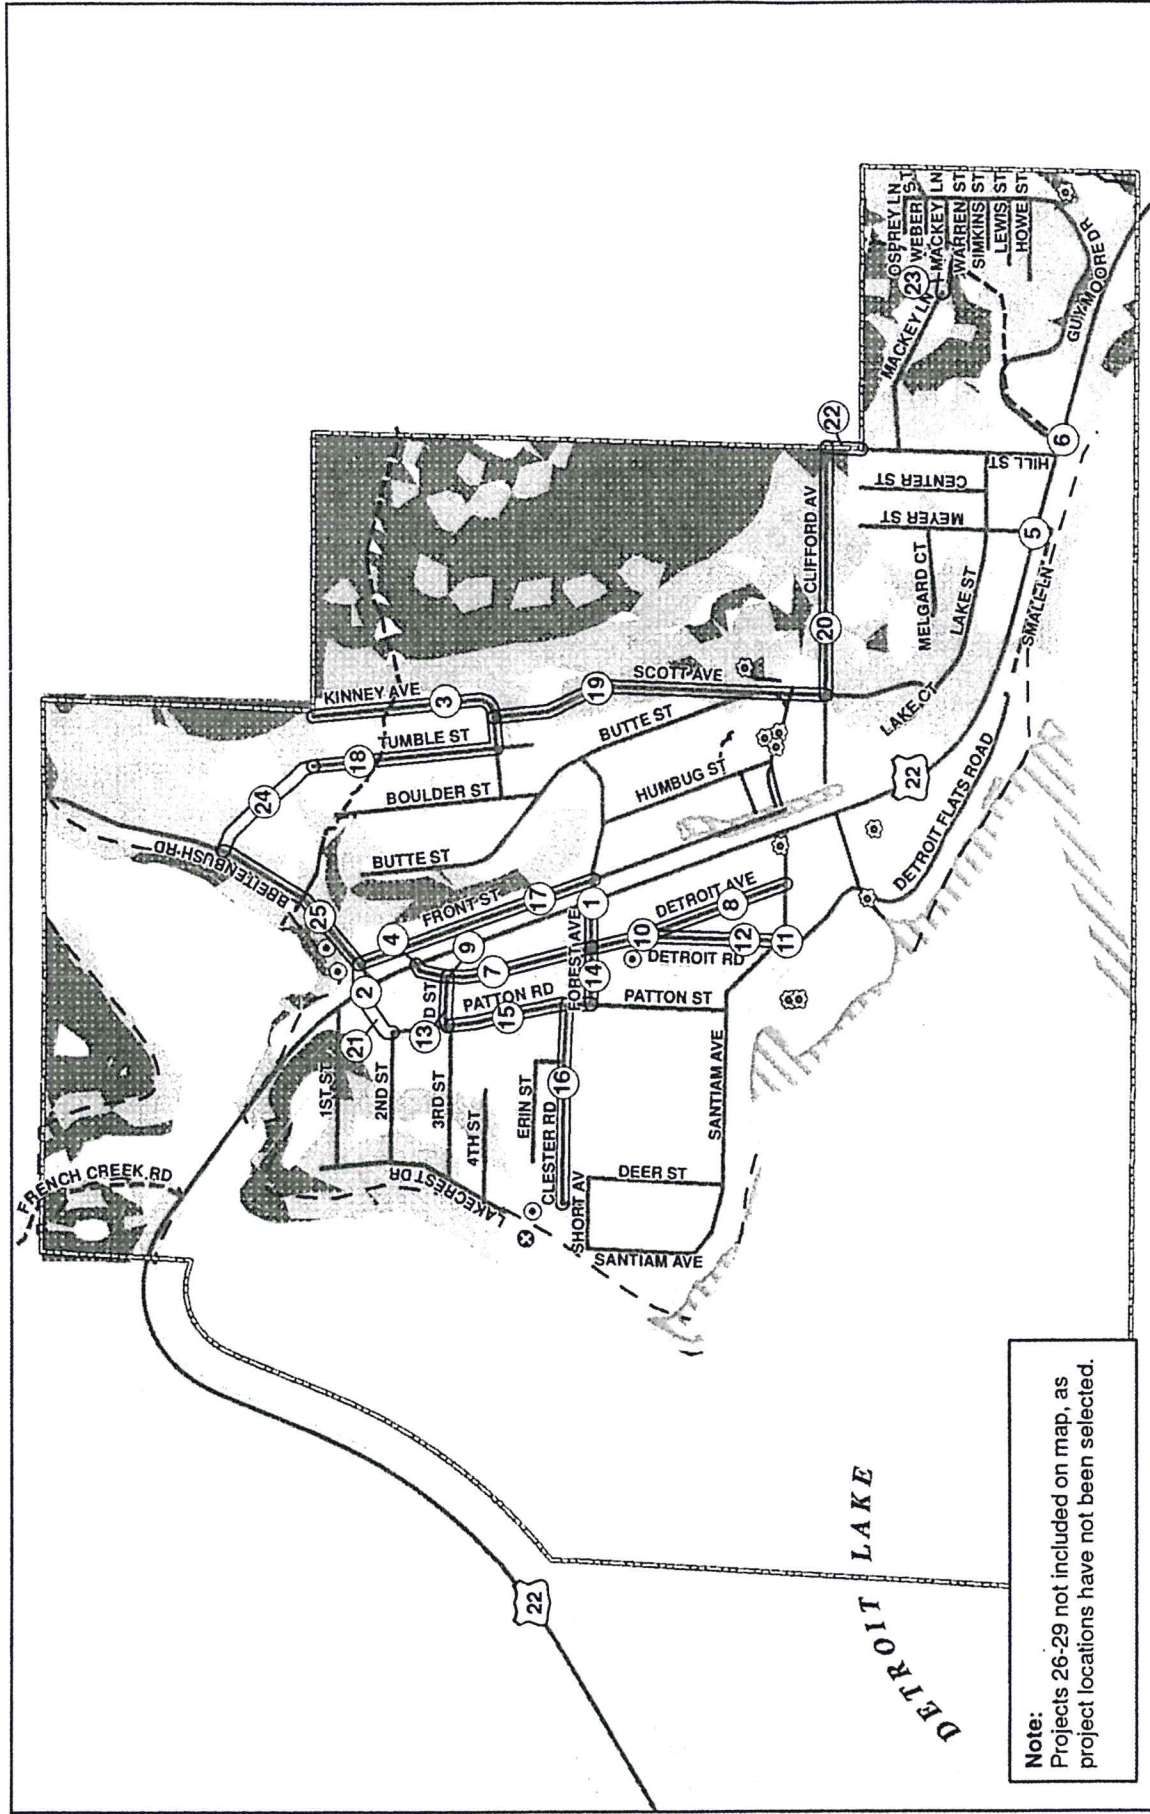 FRENCH CREEK RD
BREITENBUSH RD
KINNEY AVE
3
TUMBLE ST
18
24
BOULDER ST
BUTTE ST
25
4
FRONT ST
17
2
9
7
21
13
D ST
15
PATTON RD
1ST ST
2ND ST
3RD ST
4TH ST
LAKECREST DR
ERIN ST
CLESTER RD
16
SHORT AV
SANTIAM AVE
DEER ST
SANTIAM AVE
FOREST AVE
1
14
10
DETROIT AVE
8
12
11
DETROIT RD
PATTON ST
19
SCOTT AVE
BUTTE ST
HUMBUG ST
CLIFFORD AV
20
22
22
LAKE CT
LAKE ST
MELGARD CT
MEYER ST
CENTER ST
HILL ST
5
6
SMALL LN
DETROIT FLATS ROAD
MACKEY LN
23
OSPREY LN
WEBER ST
MACKEY LN
WARREN ST
SIMKINS ST
LEWIS ST
HOWE ST
GUY MOORE DR
22
DETROIT LAKE
Note:
Projects 26-29 not included on map, as
project locations have not been selected.